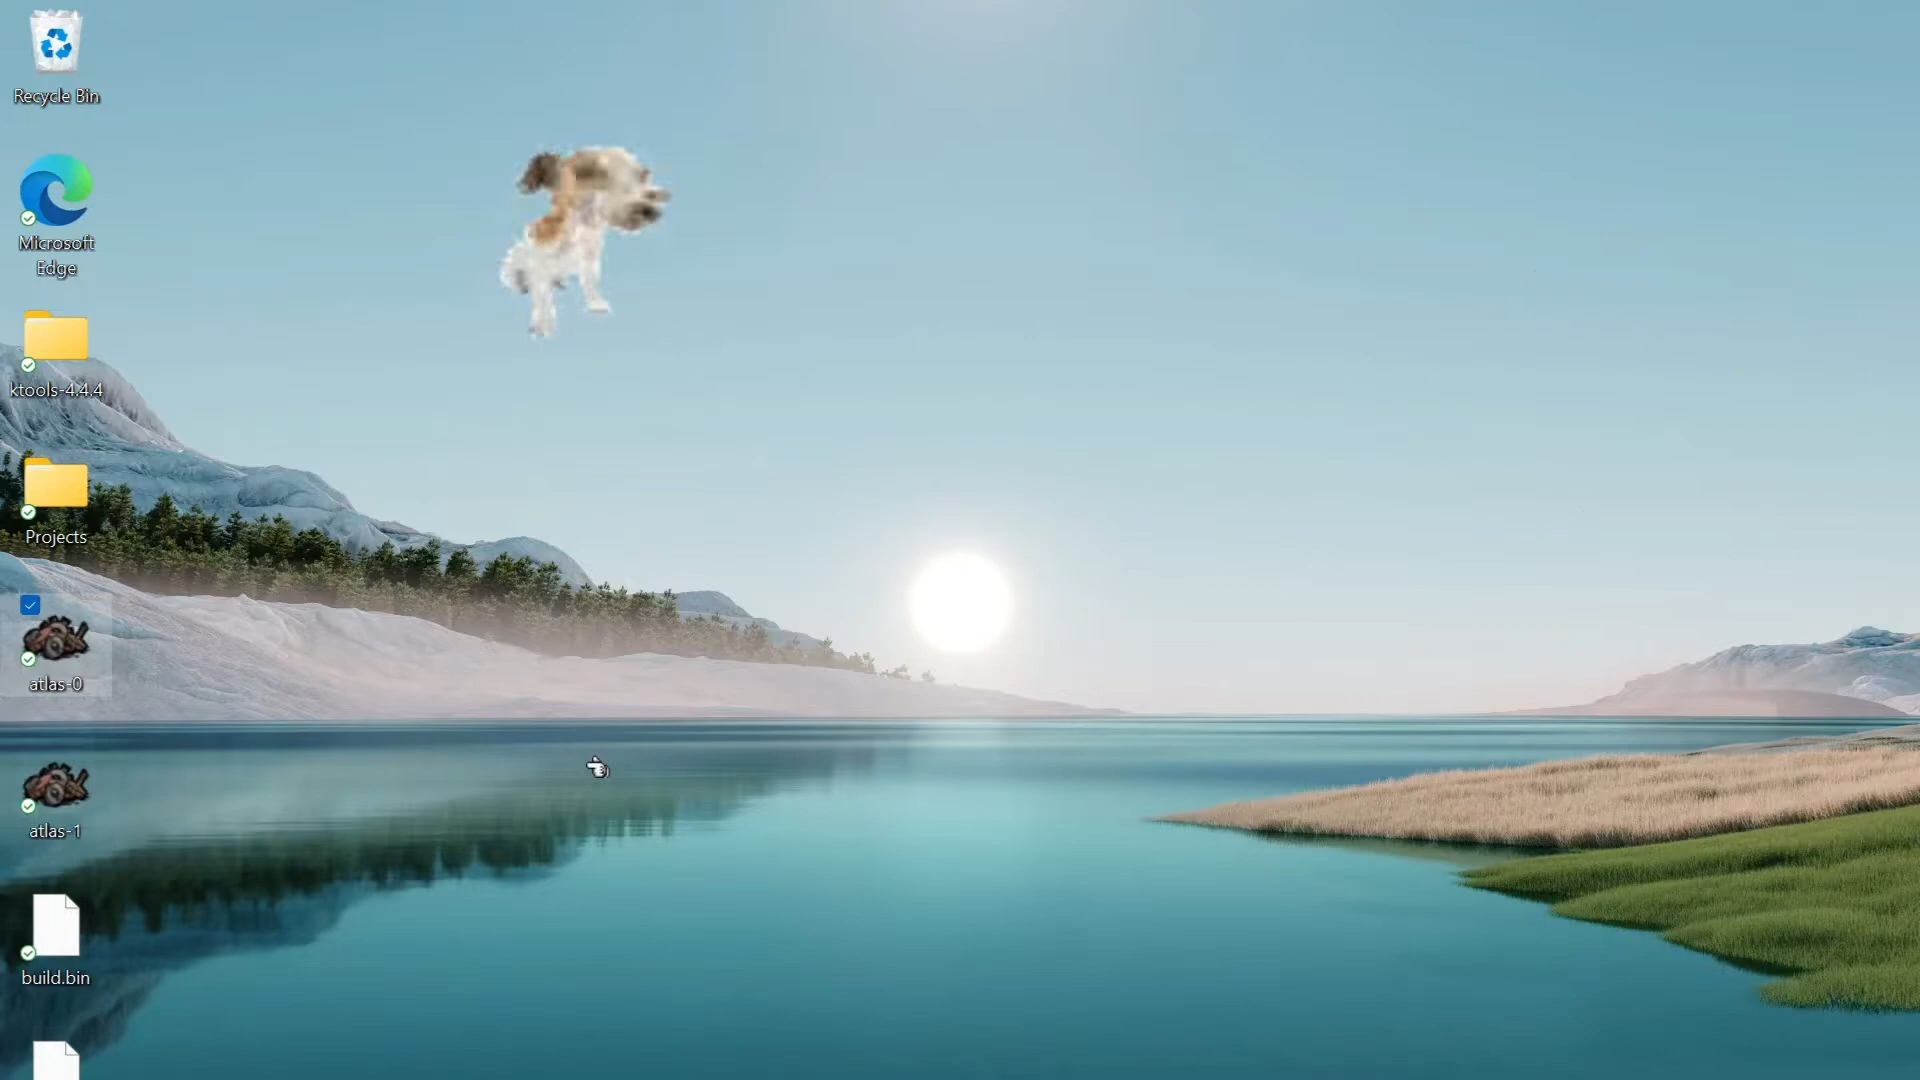 Recycle Bin
Microsoft
Edge
ktools-4.4.4
Projects
atlas-0
atlas-1
build.bin